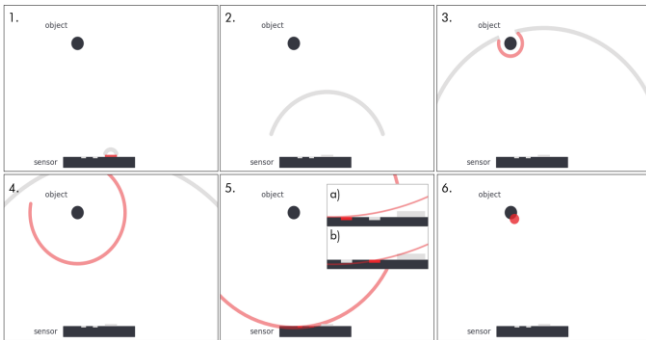 1.
object
sensor
2.
object
sensor
3.
object
sensor
4.
object
sensor
5.
object
a)
b)
sensor
6.
object
sensor